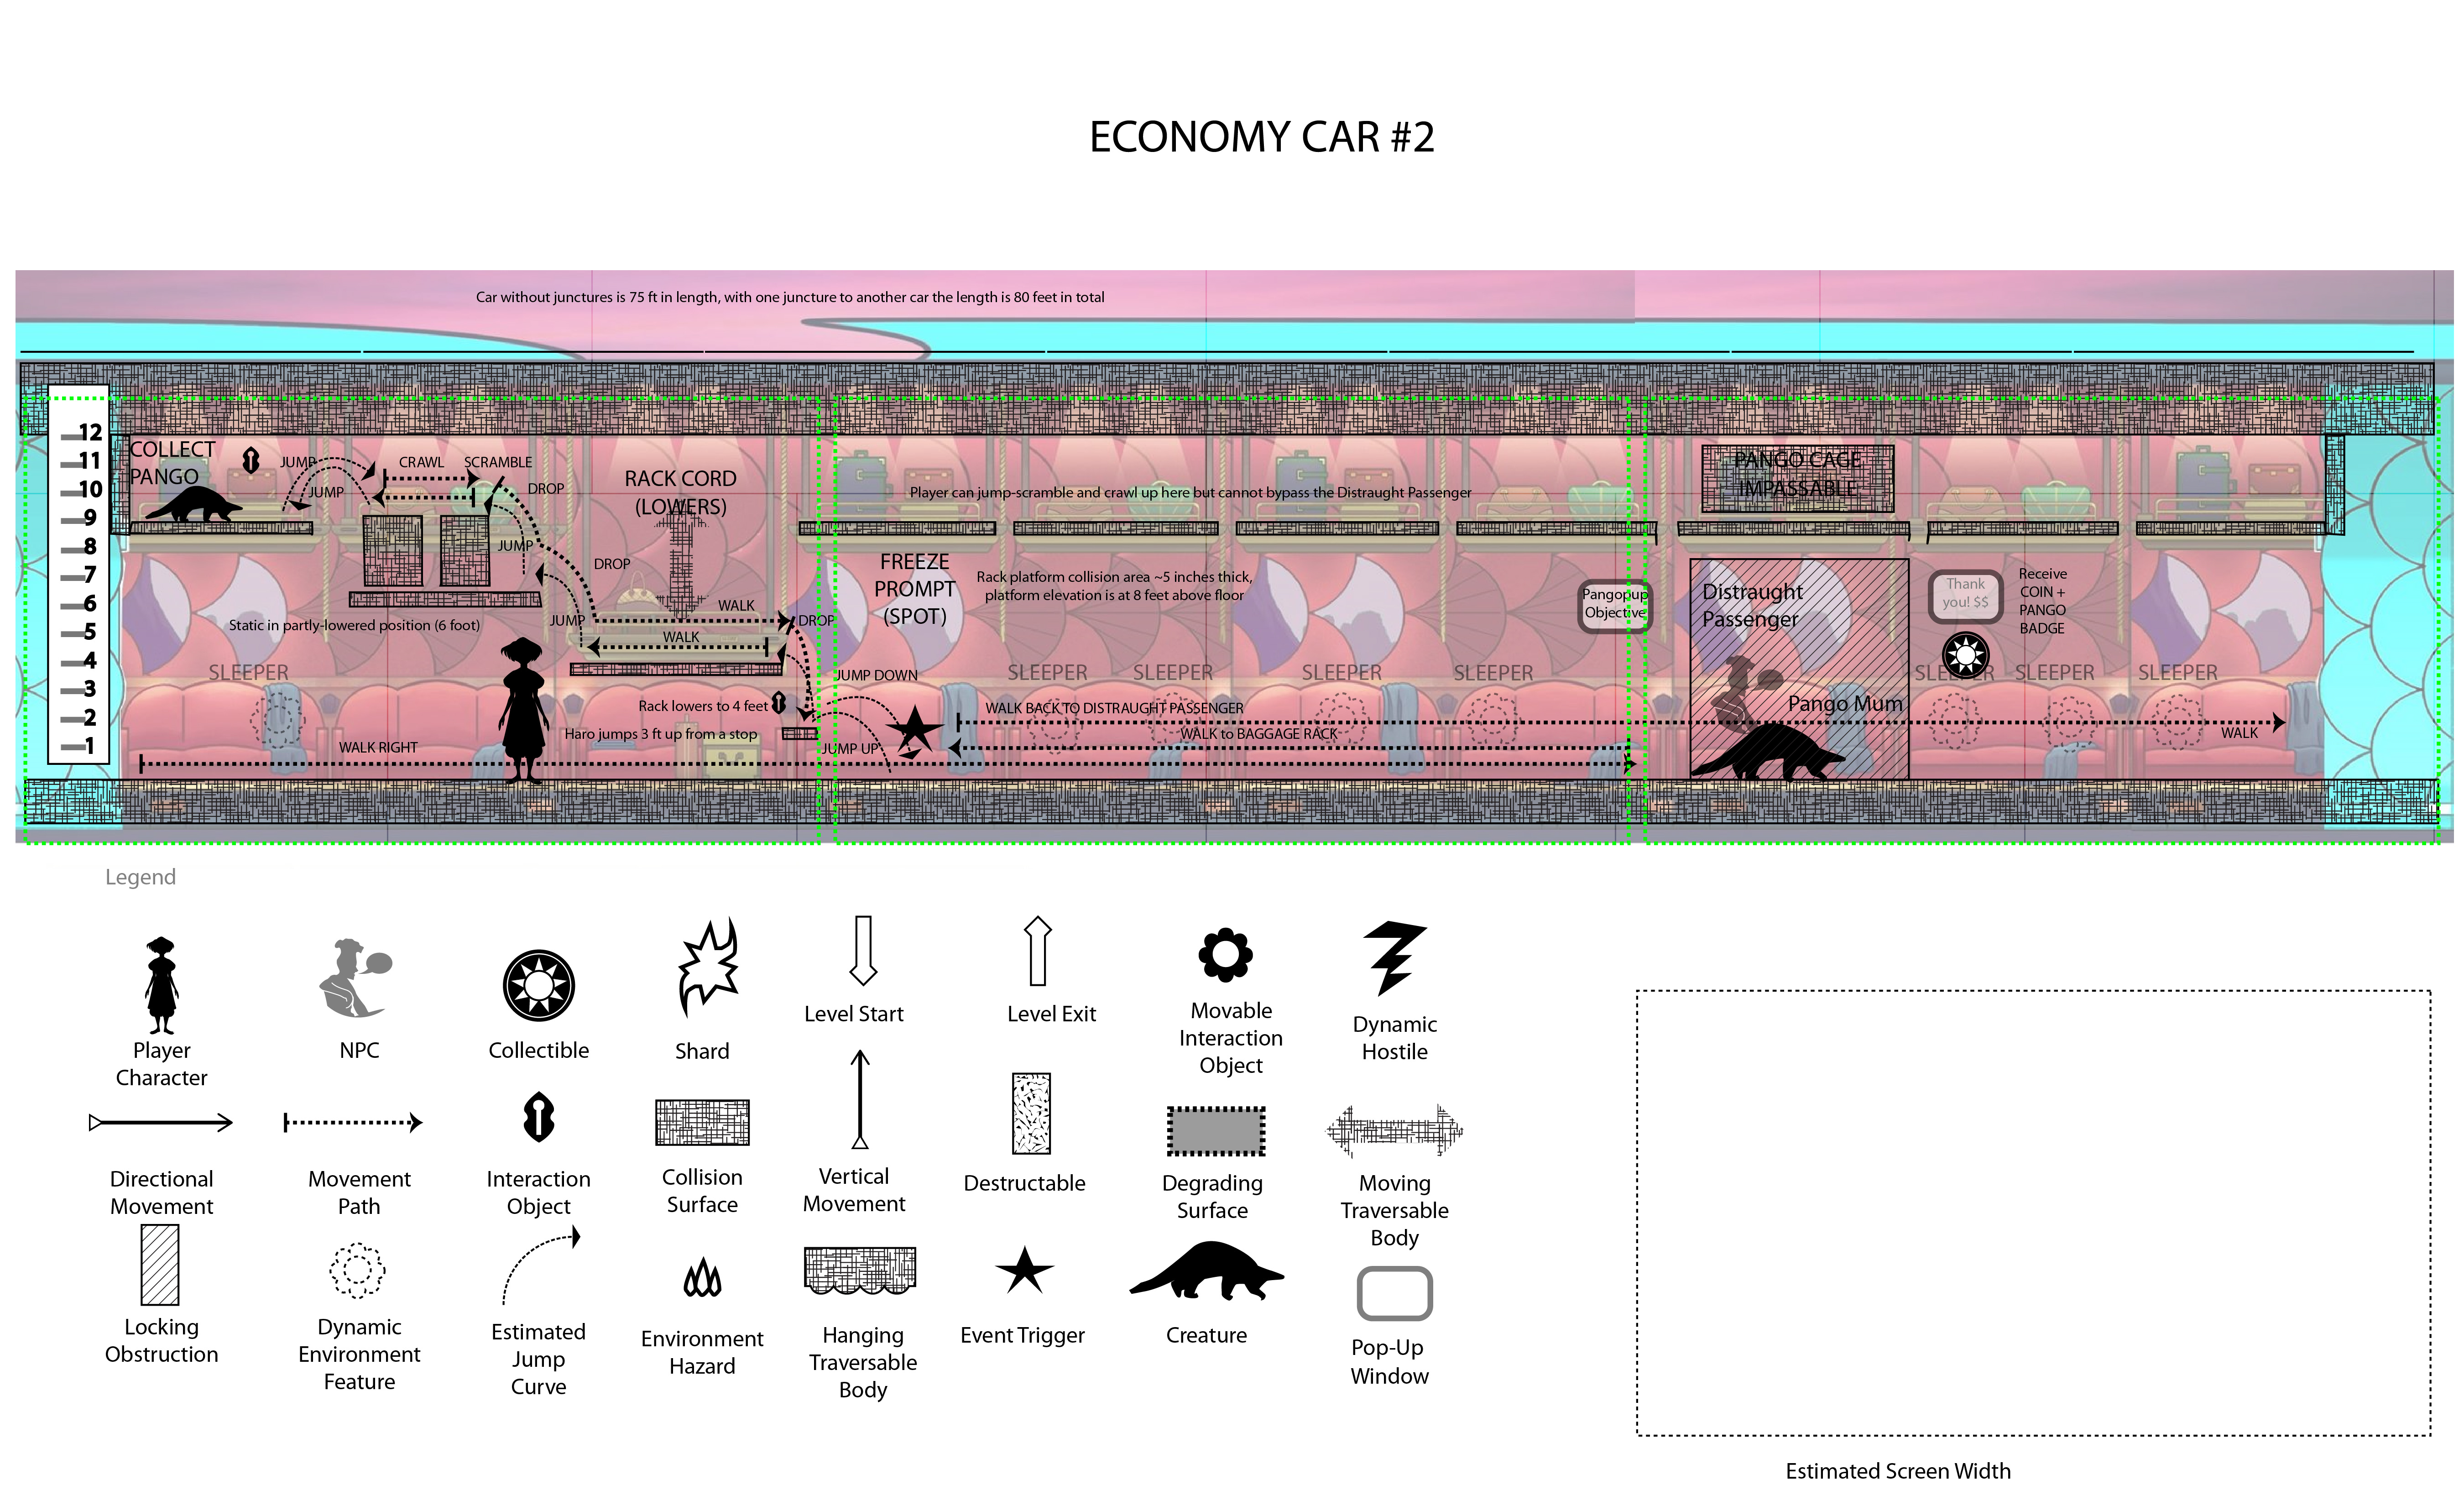 ECONOMY CAR #2
Car without junctures is 75 ft in length, with one juncture to another car the length is 80 feet in total
12
11
10
9
8
7
6
5
4
3
2
1
COLLECT
PANGO
JUMP
JUMP
CRAWL
SCRAMBLE
DROP
JUMP
DROP
RACK CORD
(LOWERS)
Static in partly-lowered position (6 foot)
JUMP
WALK
WALK
DROP
SLEEPER
Rack lowers to 4 feet
Haro jumps 3 ft up from a stop
WALK RIGHT
JUMP DOWN
JUMP UP
Player can jump-scramble and crawl up here but cannot bypass the Distraught Passenger
FREEZE
PROMPT
(SPOT)
Rack platform collision area ~5 inches thick,
platform elevation is at 8 feet above floor
SLEEPER
SLEEPER
SLEEPER
SLEEPER
WALK BACK TO DISTRAUGHT PASSENGER
WALK to BAGGAGE RACK
Pangopup
Objective
PANGO CAGE
IMPASSABLE
Distraught
Passenger
Pango Mum
Thank
you! $$
Receive
COIN +
PANGO
BADGE
SLEEPER
SLEEPER
SLEEPER
WALK
Legend
Player
Character
NPC
Collectible
Shard
Level Start
Level Exit
Movable
Interaction
Object
Dynamic
Hostile
Directional
Movement
Movement
Path
Interaction
Object
Collision
Surface
Vertical
Movement
Destructable
Degrading
Surface
Moving
Traversable
Body
Locking
Obstruction
Dynamic
Environment
Feature
Estimated
Jump
Curve
Environment
Hazard
Hanging
Traversable
Body
Event Trigger
Creature
Pop-Up
Window
Estimated Screen Width